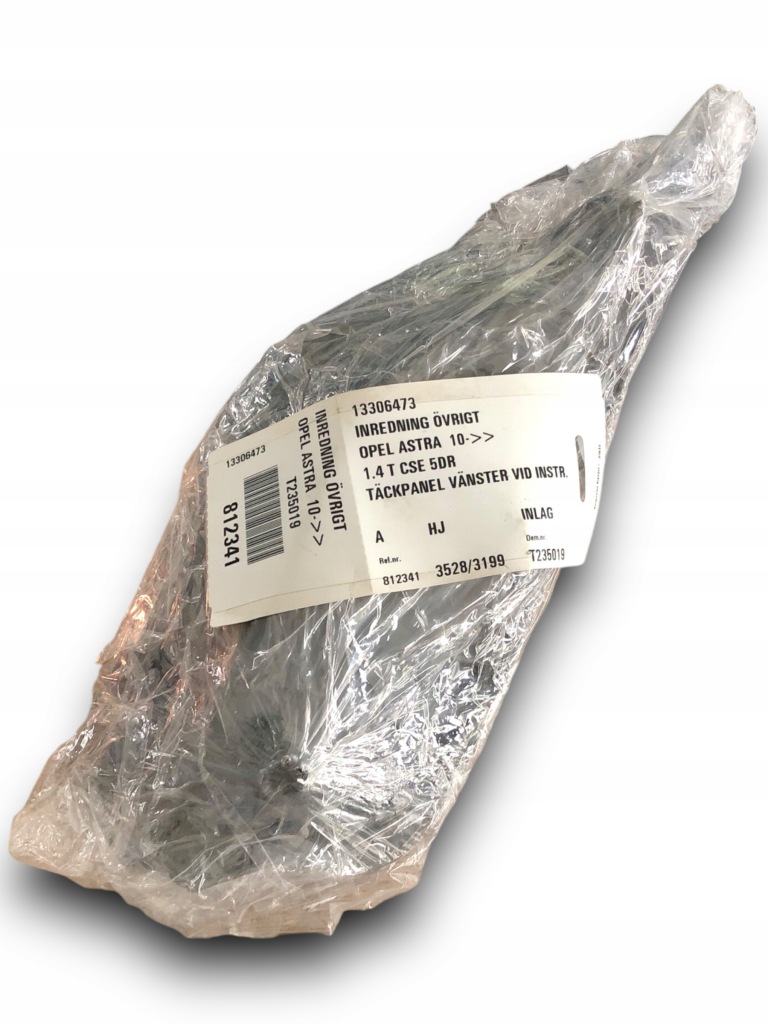 13306473
812341
T235019
OPEL ASTRA 10->>
INREDNING ÖVRIGT
13306473
INREDNING ÖVRIGT
OPEL ASTRA 10->>
1.4 T CSE 5DR
TÄCKPANEL VÄNSTER VID INSTR.
A HJ INLAG
Ref.nr. Dem.nr.
812341 3528/3199 T235019